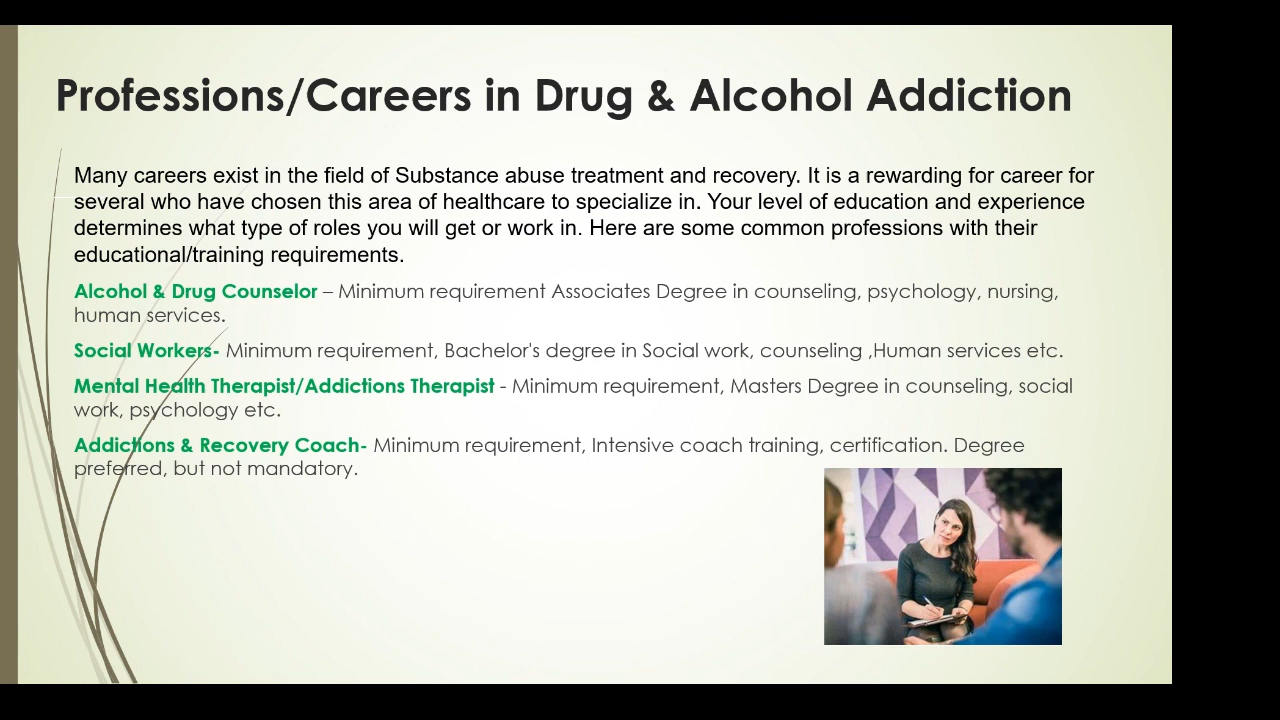 Professions/Careers in Drug & Alcohol Addiction
Many careers exist in the field of Substance abuse treatment and recovery. It is a rewarding for career for
several who have chosen this area of healthcare to specialize in. Your level of education and experience
determines what type of roles you will get or work in. Here are some common professions with their
educational/training requirements.
Alcohol & Drug Counselor – Minimum requirement Associates Degree in counseling, psychology, nursing,
human services.
Social Workers- Minimum requirement, Bachelor's degree in Social work, counseling ,Human services etc.
Mental Health Therapist/Addictions Therapist - Minimum requirement, Masters Degree in counseling, social
work, psychology etc.
Addictions & Recovery Coach- Minimum requirement, Intensive coach training, certification. Degree
preferred, but not mandatory.